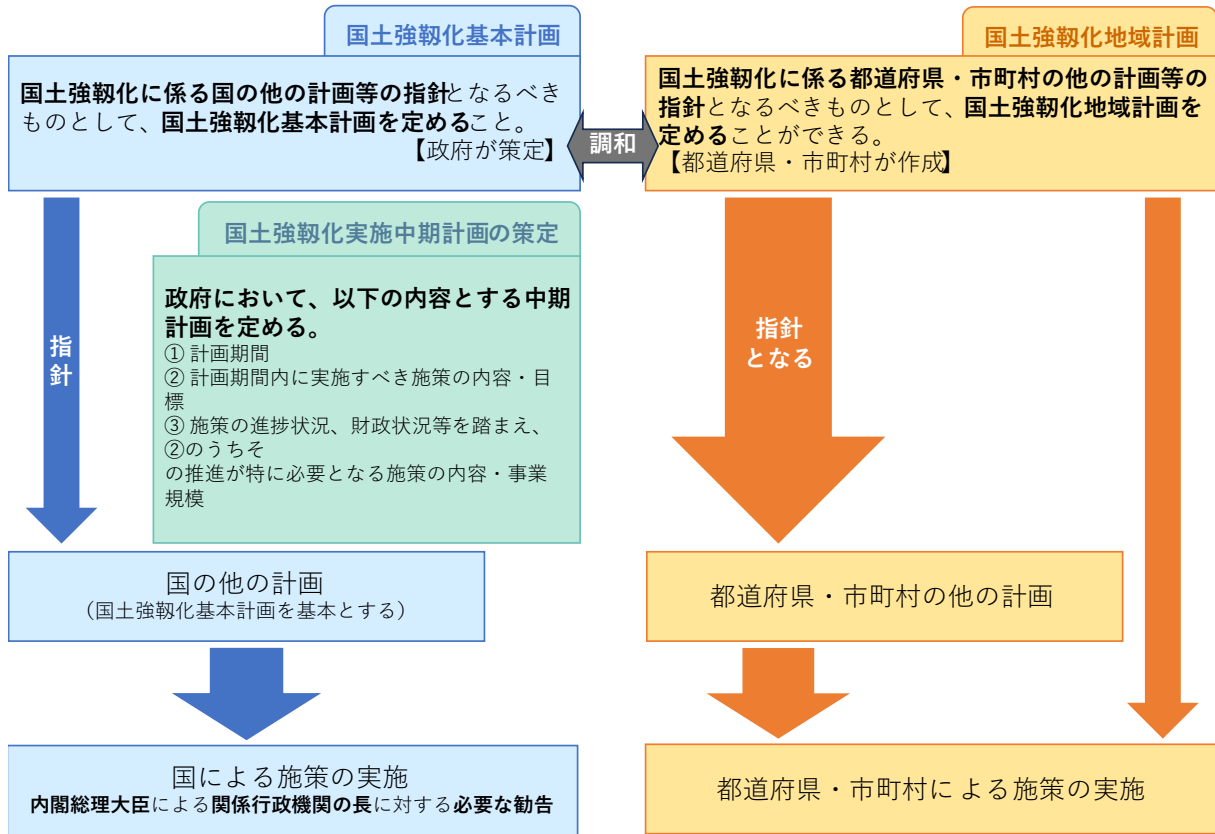 国土強靱化基本計画
国土強靱化に係る国の他の計画等の指針となるべき
ものとして、国土強靱化基本計画を定めること。
【政府が策定】
調和
国土強靱化地域計画
国土強靱化に係る都道府県・市町村の他の計画等の
指針となるべきものとして、国土強靱化地域計画を
定めることができる。
【都道府県・市町村が作成】
指針
国土強靱化実施中期計画の策定
政府において、以下の内容とする中期
計画を定める。
① 計画期間
② 計画期間内に実施すべき施策の内容・目
標
③ 施策の進捗状況、財政状況等を踏まえ、
②のうちそ
の推進が特に必要となる施策の内容・事業
規模
指針
となる
国の他の計画
（国土強靱化基本計画を基本とする）
都道府県・市町村の他の計画
国による施策の実施
内閣総理大臣による関係行政機関の長に対する必要な勧告
都道府県・市町村による施策の実施